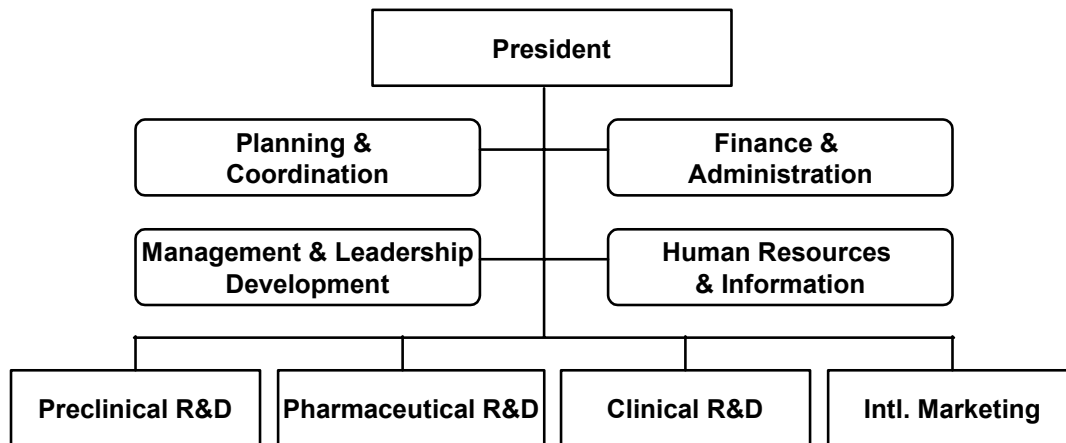 President
Planning &
Coordination
Finance &
Administration
Management & Leadership
Development
Human Resources
& Information
Preclinical R&D
Pharmaceutical R&D
Clinical R&D
Intl. Marketing